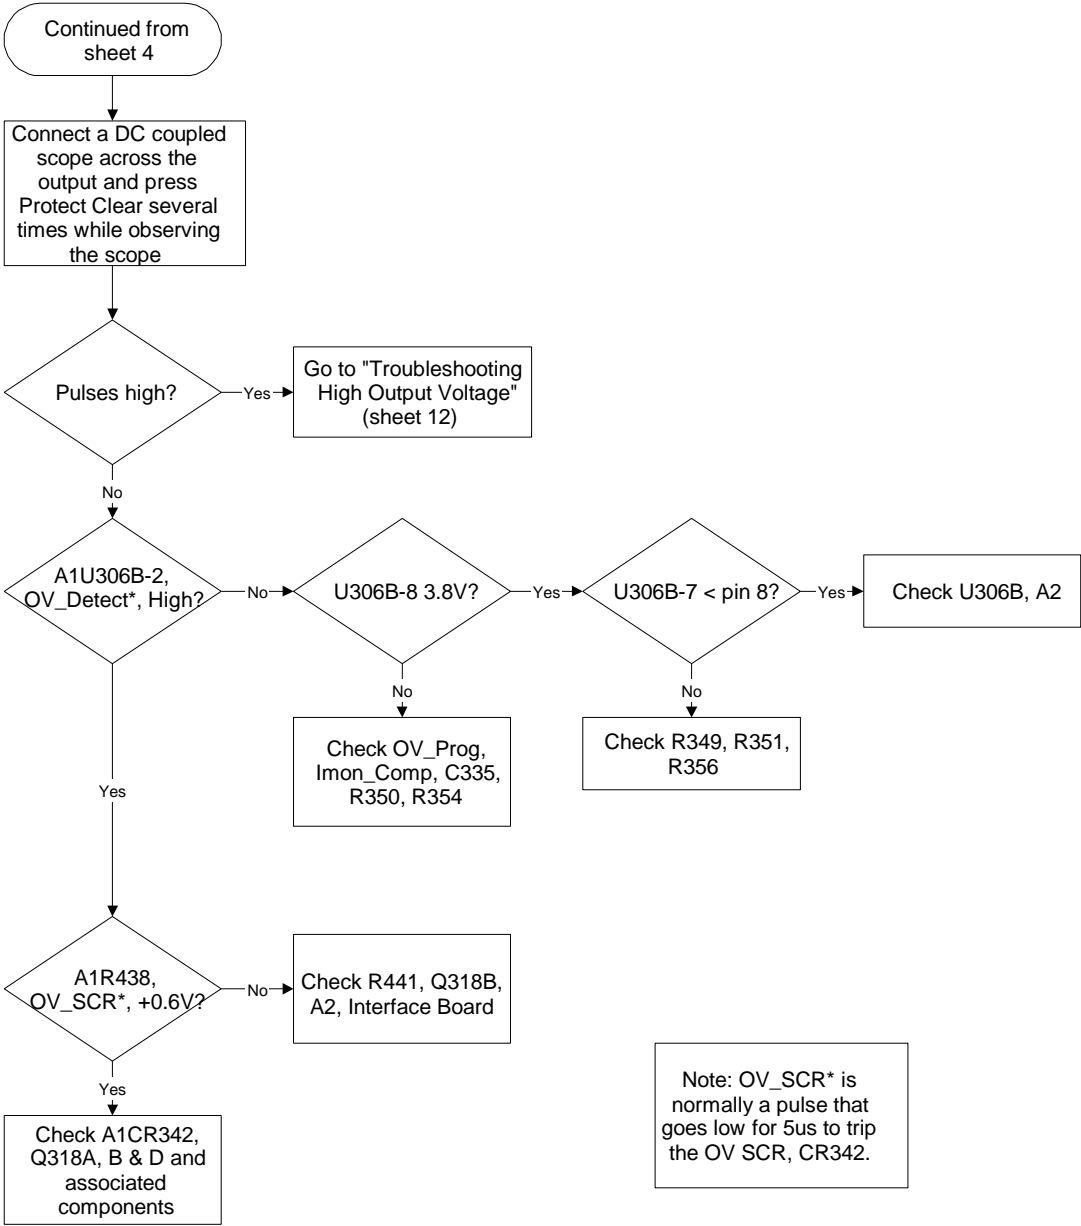 Continued from
sheet 4
Connect a DC coupled
scope across the
output and press
Protect Clear several
times while observing
the scope
Pulses high?
Yes
Go to "Troubleshooting
High Output Voltage"
(sheet 12)
No
A1U306B-2,
OV_Detect*, High?
No
U306B-8 3.8V?
Yes
U306B-7 < pin 8?
Yes
Check U306B, A2
No
Check OV_Prog,
Imon_Comp, C335,
R350, R354
No
Check R349, R351,
R356
Yes
A1R438,
OV_SCR*, +0.6V?
No
Check R441, Q318B,
A2, Interface Board
Yes
Check A1CR342,
Q318A, B & D and
associated
components
Note: OV_SCR* is
normally a pulse that
goes low for 5us to trip
the OV SCR, CR342.